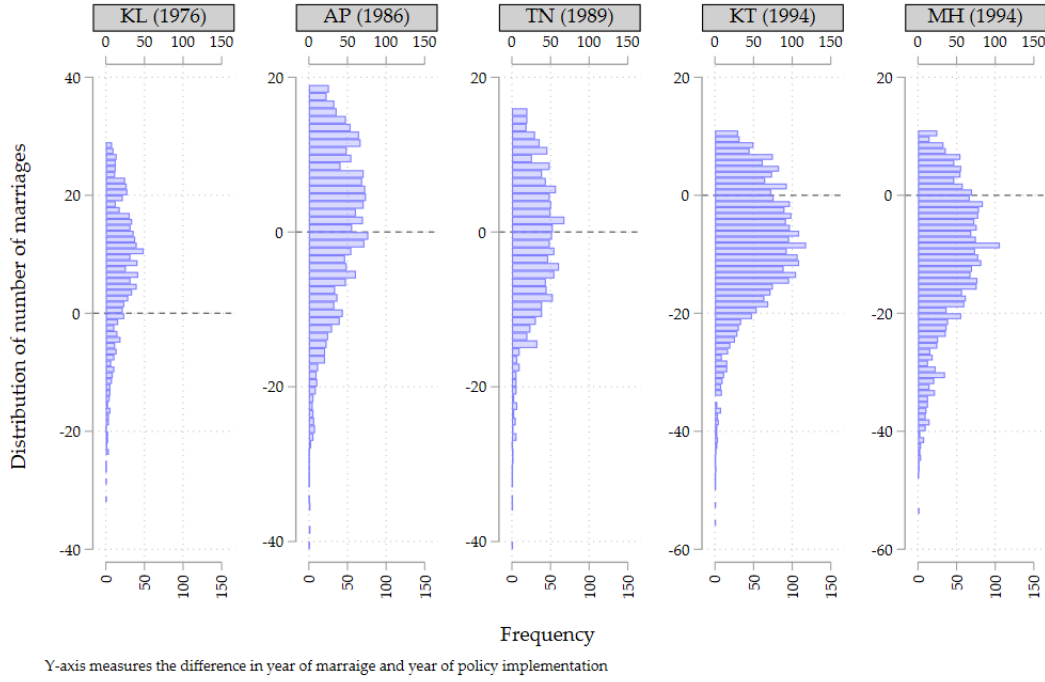 KL (1976) AP (1986) TN (1989) KT (1994) MH (1994)
0 50 100 150 0 50 100 150 0 50 100 150 0 50 100 150 0 50 100 150
40 20 20 20 20
20 0 0 0 0
0 -20 -20 -20 -20
-20 -40 -40
-40 -40 -40 -60 -60
0 50 100 150 0 50 100 150 0 50 100 150 0 50 100 150 0 50 100 150
Distribution of number of marriages
Frequency
Y-axis measures the difference in year of marraige and year of policy implementation